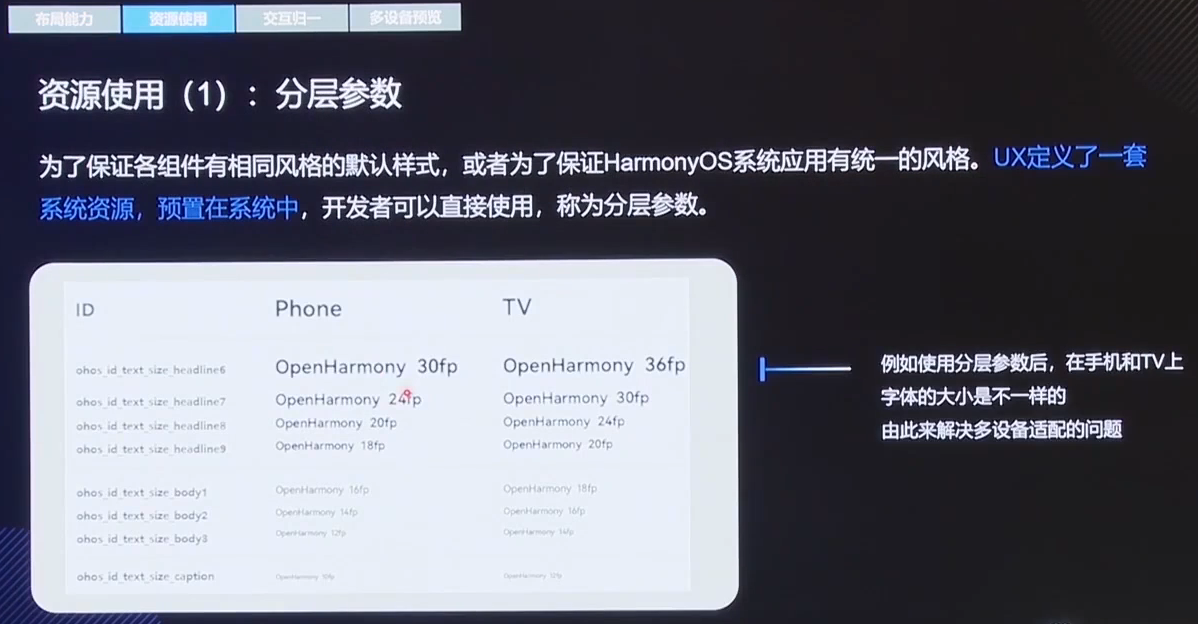 布局能力 资源使用 交互归一 多设备预览
资源使用（1）：分层参数
为了保证各组件有相同风格的默认样式，或者为了保证HarmonyOS系统应用有统一的风格。UX定义了一套
系统资源，预置在系统中，开发者可以直接使用，称为分层参数。
ID Phone TV
ohos_id_text_size_headline6 OpenHarmony 30fp OpenHarmony 36fp
ohos_id_text_size_headline7 OpenHarmony 24fp OpenHarmony 30fp
ohos_id_text_size_headline8 OpenHarmony 20fp OpenHarmony 24fp
ohos_id_text_size_headline9 OpenHarmony 18fp OpenHarmony 20fp
ohos_id_text_size_body1 OpenHarmony 16fp OpenHarmony 18fp
ohos_id_text_size_body2 OpenHarmony 14fp OpenHarmony 16fp
ohos_id_text_size_body3 OpenHarmony 12fp OpenHarmony 14fp
ohos_id_text_size_caption OpenHarmony 10fp OpenHarmony 12fp
例如使用分层参数后，在手机和TV上
字体的大小是不一样的
由此来解决多设备适配的问题